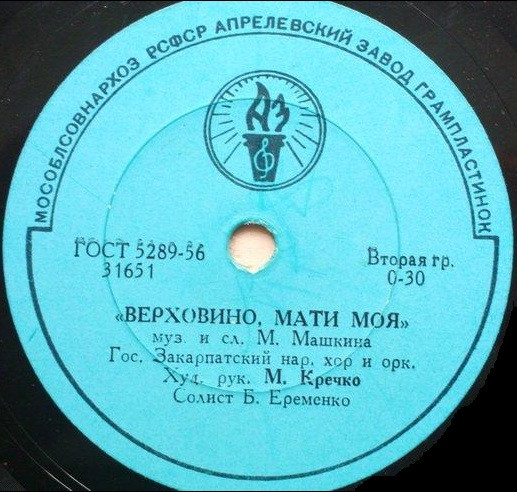 МОСОБЛСОВНАРХОЗ РСФСР АПРЕЛЕВСКИЙ ЗАВОД ГРАМПЛАСТИНОК
АЗ
ГОСТ 5289-56
31651
Вторая гр.
0-30
«ВЕРХОВИНО, МАТИ МОЯ»
муз. и сл. М. Машкина
Гос. Закарпатский нар. хор и орк.
Худ. рук. М. Кречко
Солист Б. Еременко